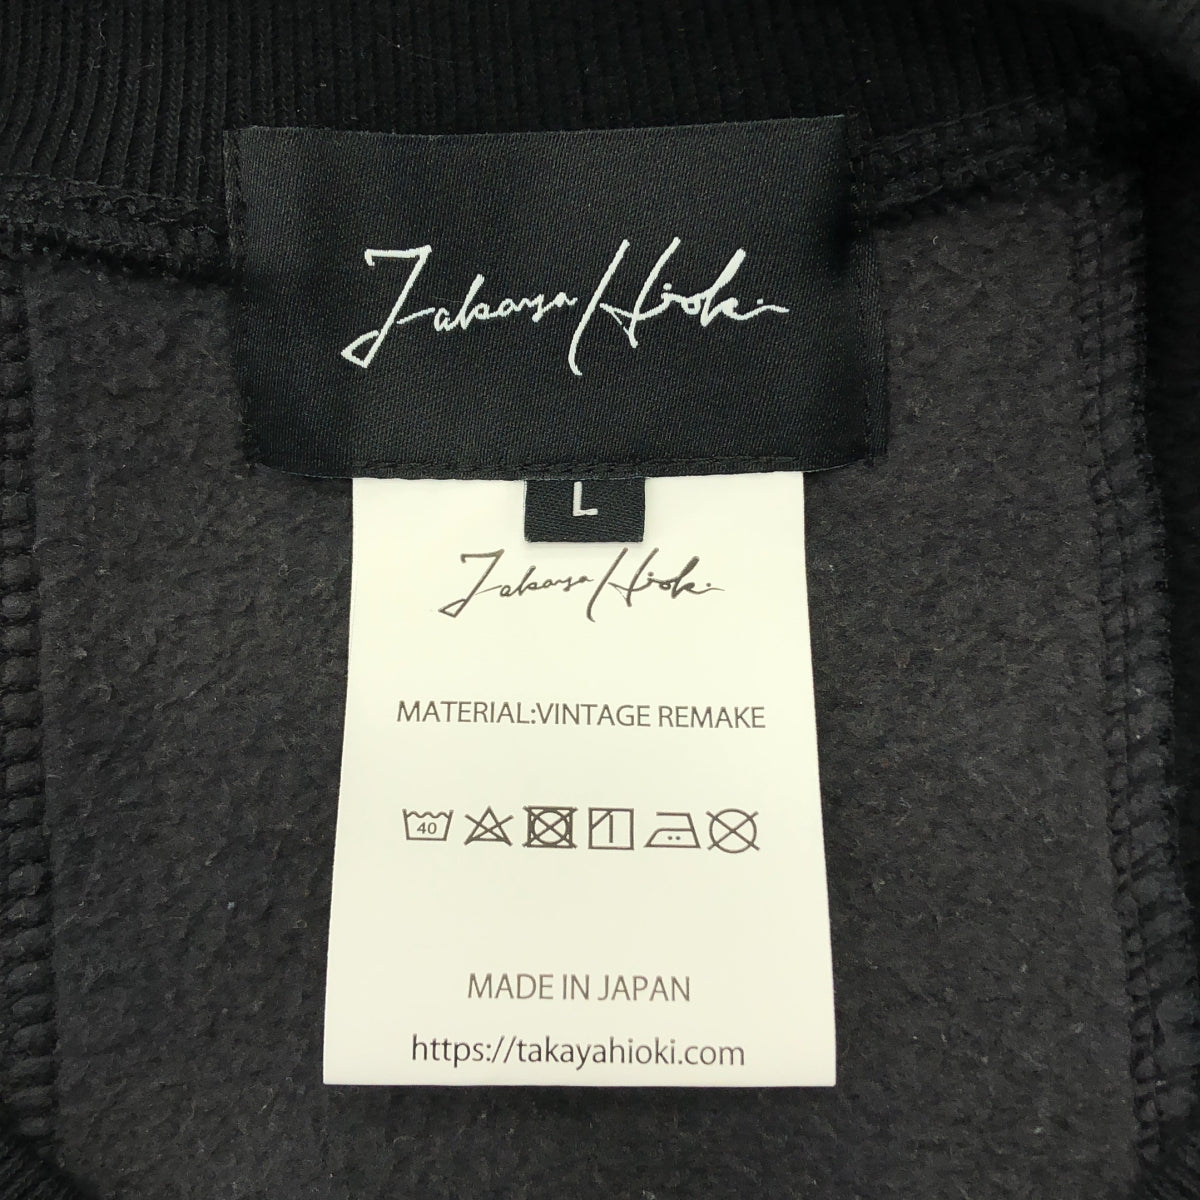 Takaya Hioki
L
Takaya Hioki
MATERIAL:VINTAGE REMAKE
40
MADE IN JAPAN
https://takayahioki.com